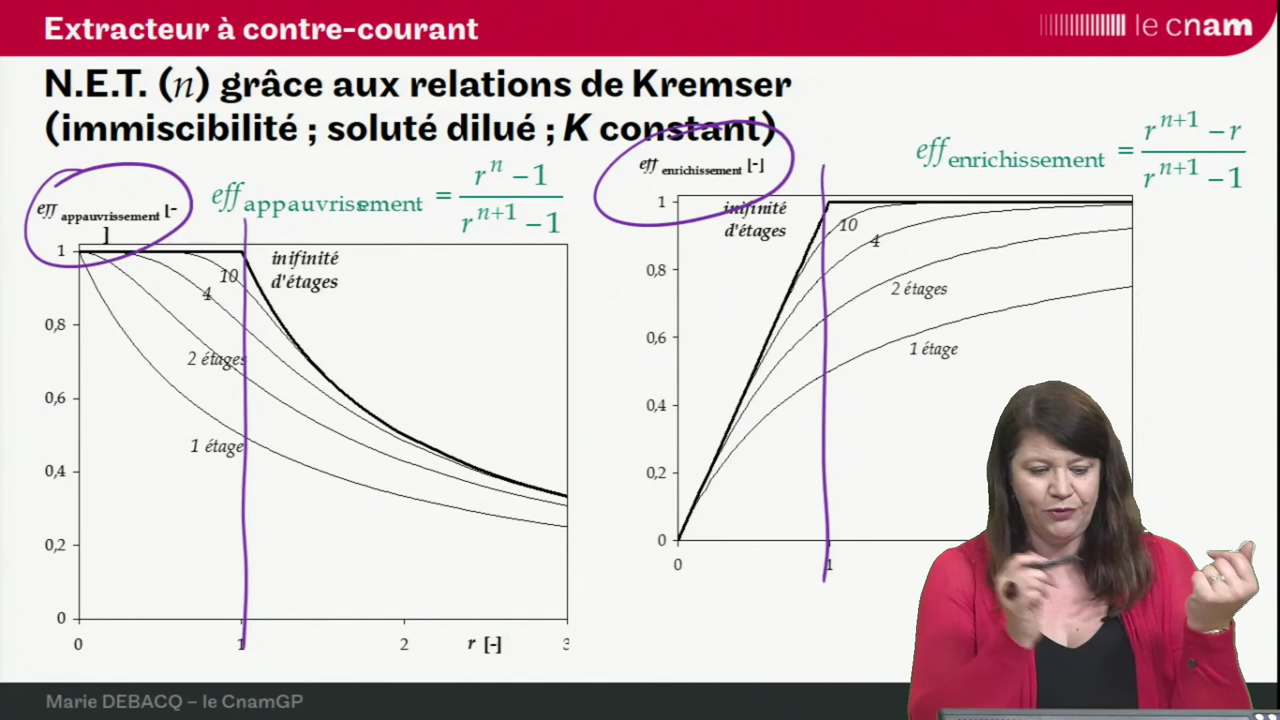 Extracteur à contre-courant
le cnam
N.E.T. (n) grâce aux relations de Kremser
(immiscibilité ; soluté dilué ; K constant)
eff appauvrissement [-
]
eff appauvrissement = r^n − 1 / r^{n+1} − 1
1
0,8
0,6
0,4
0,2
0
0
1
2
r [-]
3
inifinité
d'étages
10
4
2 étages
1 étage
eff enrichissement [-]
eff enrichissement = r^{n+1} − r / r^{n+1} − 1
1
0,8
0,6
0,4
0,2
0
0
1
inifinité
d'étages
10
4
2 étages
1 étage
Marie DEBACQ – le CnamGP